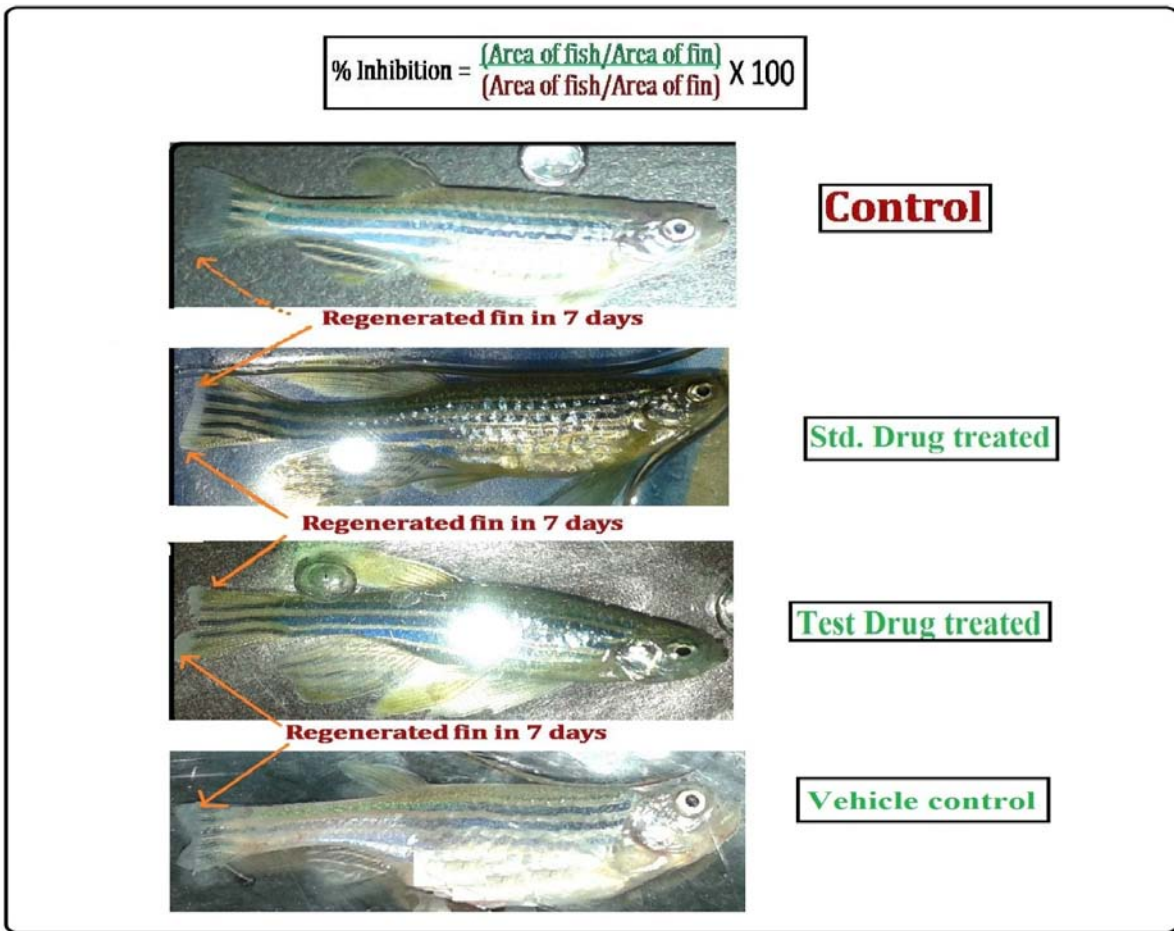 % Inhibition = (Area of fish/Area of fin)
(Area of fish/Area of fin) X 100
Control
Regenerated fin in 7 days
Std. Drug treated
Regenerated fin in 7 days
Test Drug treated
Regenerated fin in 7 days
Vehicle control